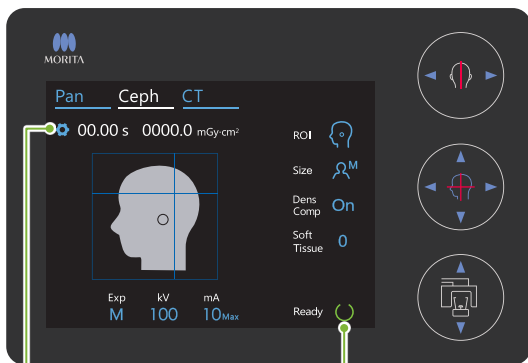 MORITA
Pan Ceph CT
00.00 s 0000.0 mGy·cm²
ROI
Size M
Dens
Comp On
Soft
Tissue 0
Exp kV mA
M 100 10Max
Ready